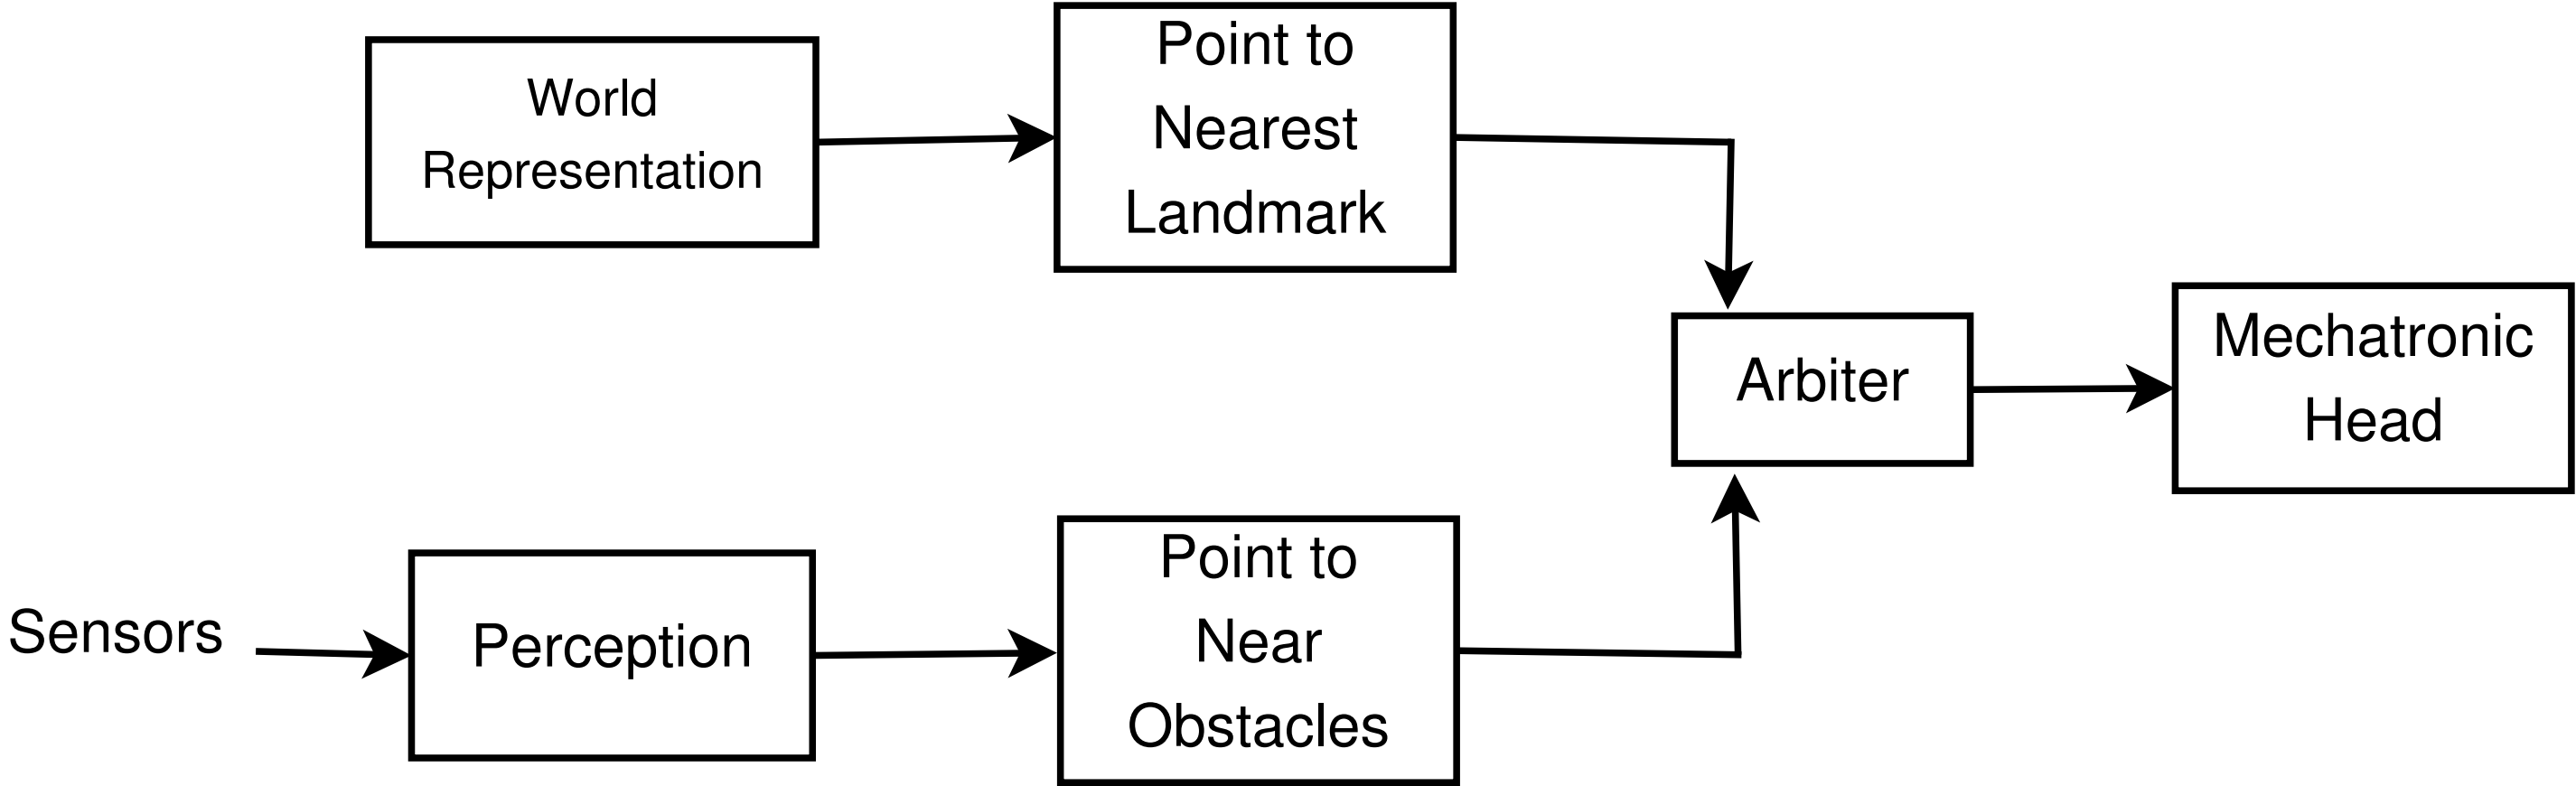 World
Representation
Point to
Nearest
Landmark
Arbiter
Mechatronic
Head
Sensors
Perception
Point to
Near
Obstacles